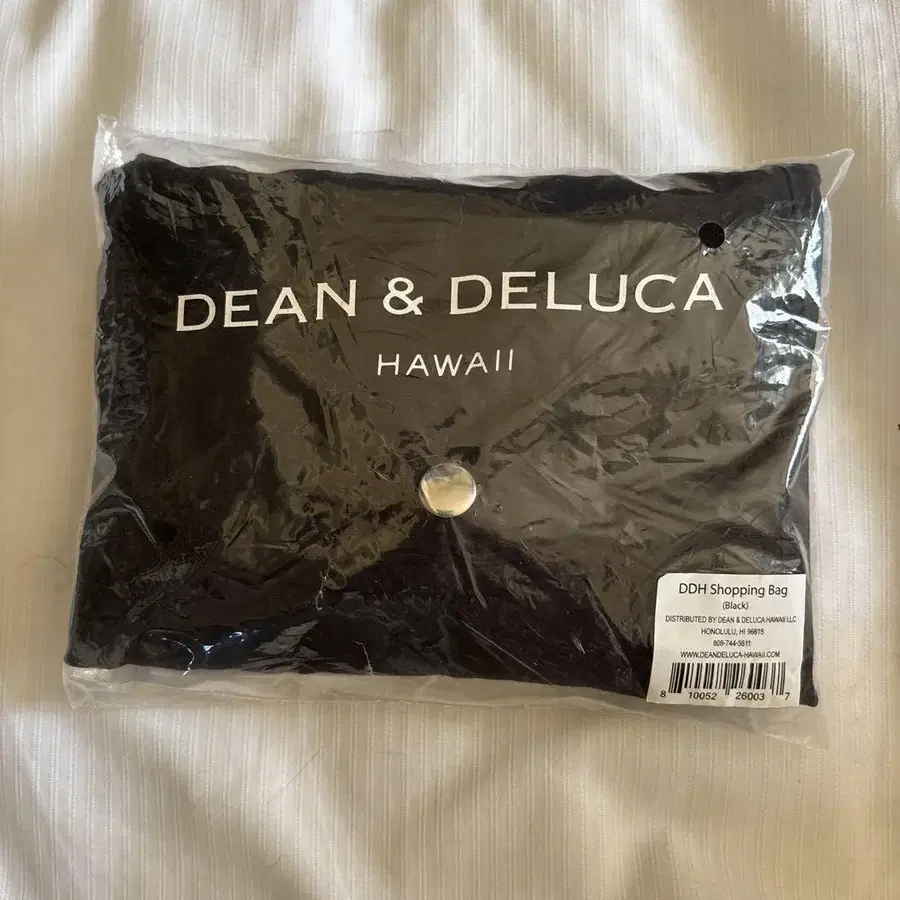 DEAN & DELUCA
HAWAII
DDH Shopping Bag
(Black)
DISTRIBUTED BY DEAN & DELUCA HAWAII LLC
HONOLULU, HI 96815
808-744-5611
WWW.DEANDELUCA-HAWAII.COM
8 10052 26003 7